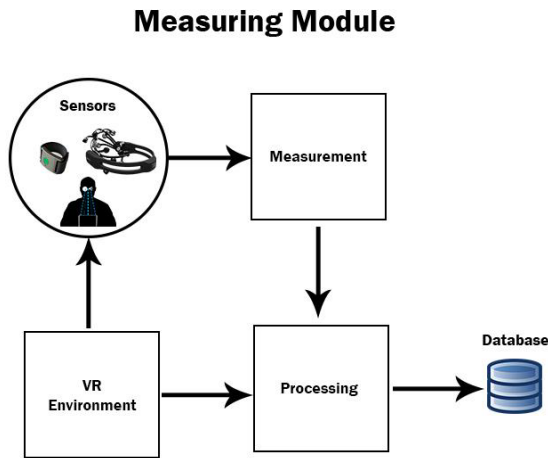 Measuring Module
Sensors
Measurement
VR
Environment
Processing
Database